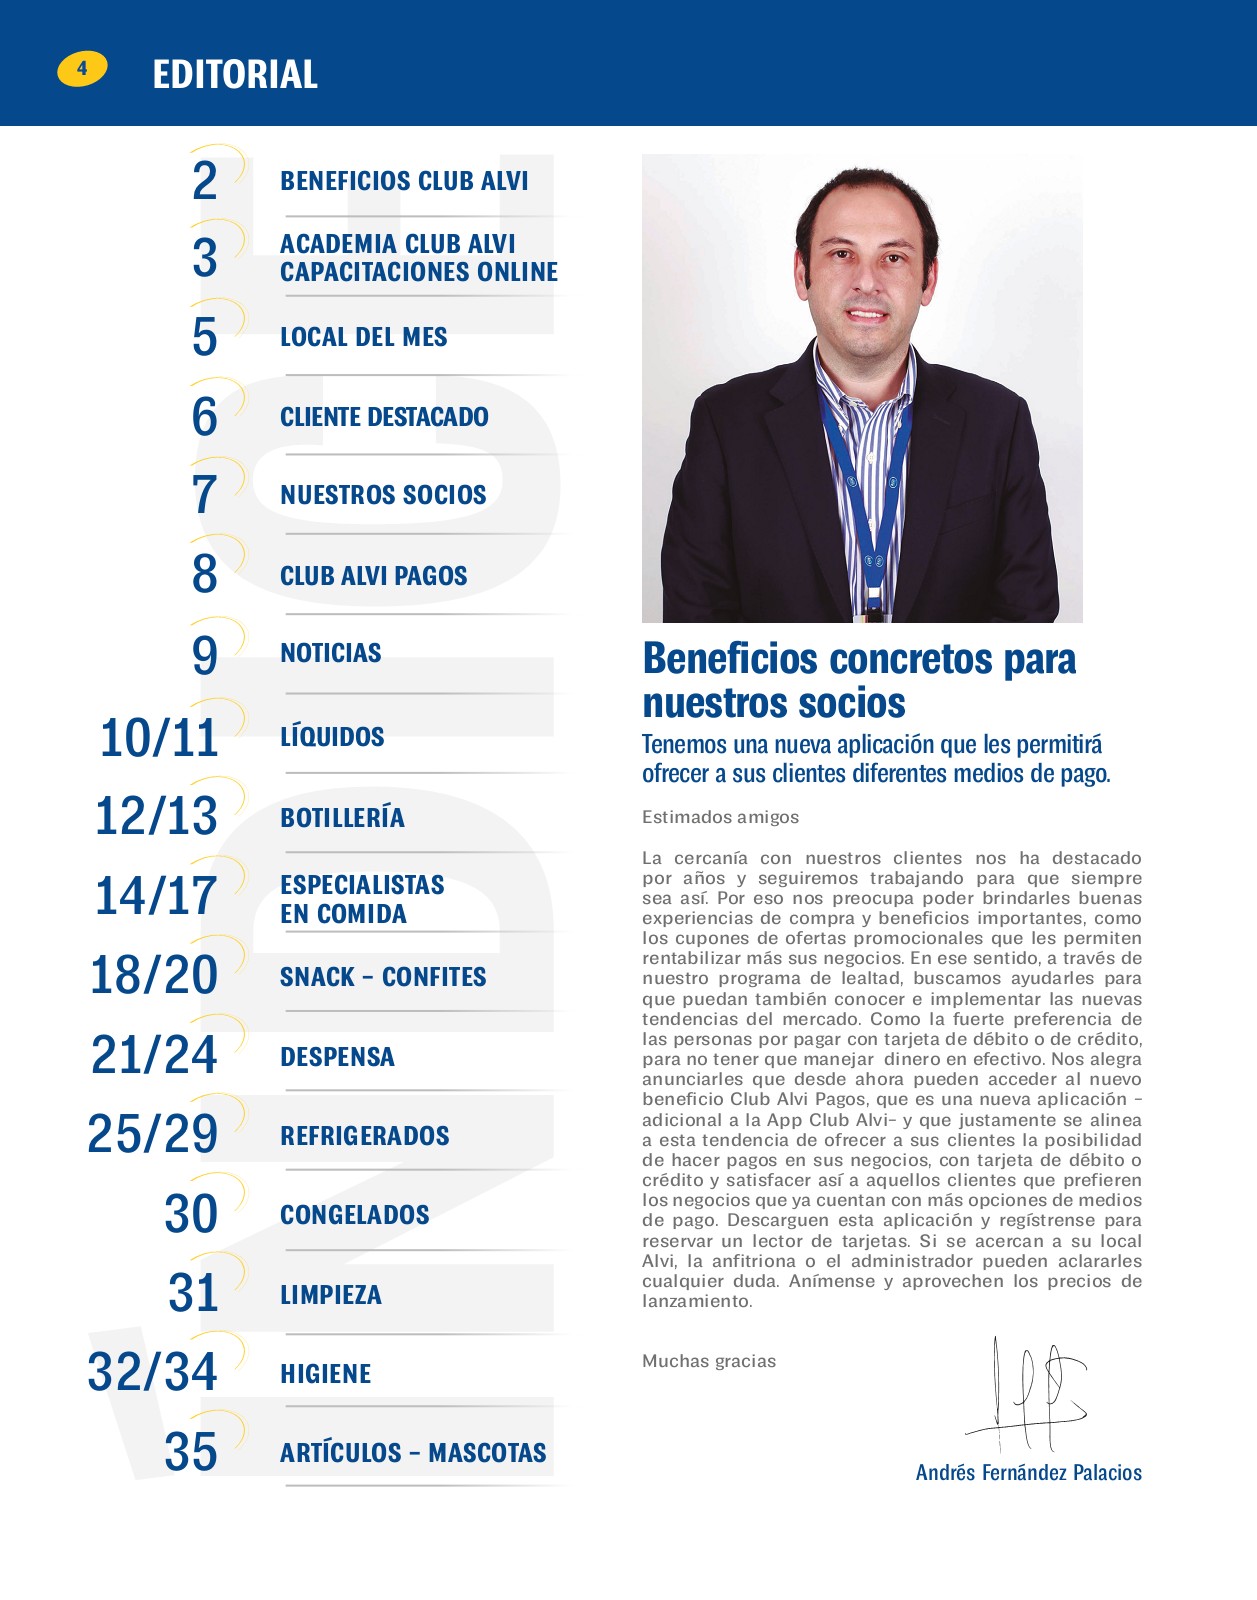 4
EDITORIAL
2 BENEFICIOS CLUB ALVI
3 ACADEMIA CLUB ALVI
CAPACITACIONES ONLINE
5 LOCAL DEL MES
6 CLIENTE DESTACADO
7 NUESTROS SOCIOS
8 CLUB ALVI PAGOS
9 NOTICIAS
10/11 LÍQUIDOS
12/13 BOTILLERÍA
14/17 ESPECIALISTAS
EN COMIDA
18/20 SNACK – CONFITES
21/24 DESPENSA
25/29 REFRIGERADOS
30 CONGELADOS
31 LIMPIEZA
32/34 HIGIENE
35 ARTÍCULOS – MASCOTAS
ÍNDICE
Beneficios concretos para
nuestros socios
Tenemos una nueva aplicación que les permitirá
ofrecer a sus clientes diferentes medios de pago.
Estimados amigos
La cercanía con nuestros clientes nos ha destacado
por años y seguiremos trabajando para que siempre
sea así. Por eso nos preocupa poder brindarles buenas
experiencias de compra y beneficios importantes, como
los cupones de ofertas promocionales que les permiten
rentabilizar más sus negocios. En ese sentido, a través de
nuestro programa de lealtad, buscamos ayudarles para
que puedan también conocer e implementar las nuevas
tendencias del mercado. Como la fuerte preferencia de
las personas por pagar con tarjeta de débito o de crédito,
para no tener que manejar dinero en efectivo. Nos alegra
anunciarles que desde ahora pueden acceder al nuevo
beneficio Club Alvi Pagos, que es una nueva aplicación –
adicional a la App Club Alvi– y que justamente se alinea
a esta tendencia de ofrecer a sus clientes la posibilidad
de hacer pagos en sus negocios, con tarjeta de débito o
crédito y satisfacer así a aquellos clientes que prefieren
los negocios que ya cuentan con más opciones de medios
de pago. Descarguen esta aplicación y regístrense para
reservar un lector de tarjetas. Si se acercan a su local
Alvi, la anfitriona o el administrador pueden aclararles
cualquier duda. Anímense y aprovechen los precios de
lanzamiento.
Muchas gracias
Andrés Fernández Palacios